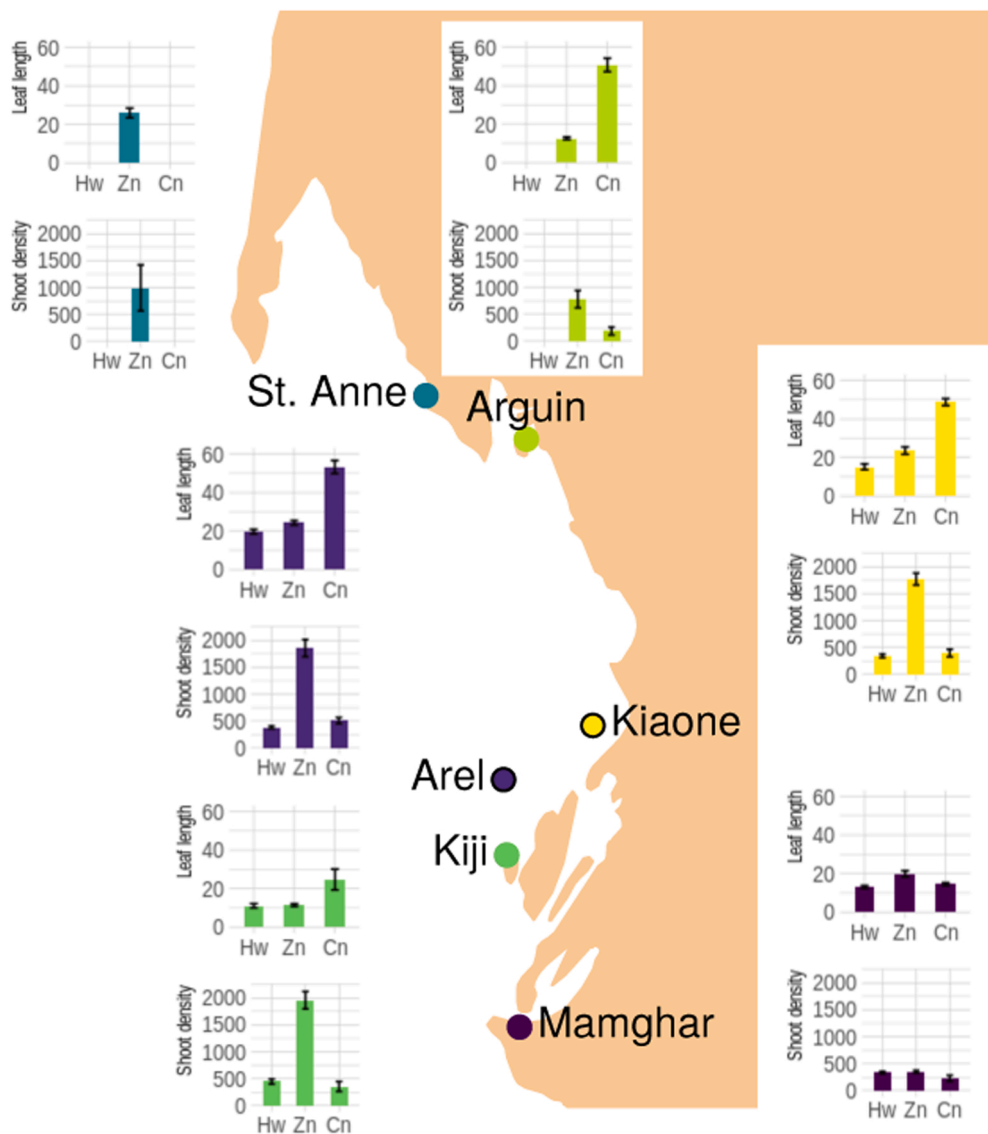 Leaf length
60
40
20
0
Hw Zn Cn
Shoot density
2000
1500
1000
500
0
Hw Zn Cn
Leaf length
60
40
20
0
Hw Zn Cn
Shoot density
2000
1500
1000
500
0
Hw Zn Cn
St. Anne
Arguin
Leaf length
60
40
20
0
Hw Zn Cn
Shoot density
2000
1500
1000
500
0
Hw Zn Cn
Leaf length
60
40
20
0
Hw Zn Cn
Shoot density
2000
1500
1000
500
0
Hw Zn Cn
Kiaone
Arel
Kiji
Leaf length
60
40
20
0
Hw Zn Cn
Shoot density
2000
1500
1000
500
0
Hw Zn Cn
Leaf length
60
40
20
0
Hw Zn Cn
Shoot density
2000
1500
1000
500
0
Hw Zn Cn
Mamghar